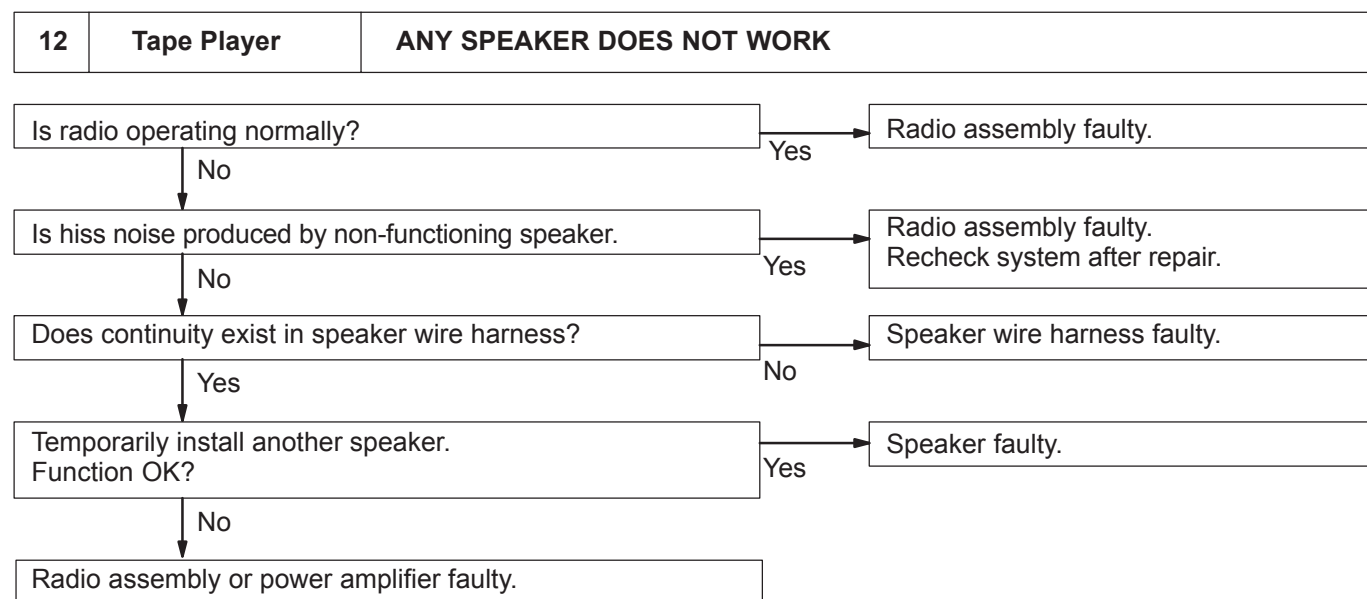 12 Tape Player ANY SPEAKER DOES NOT WORK
Is radio operating normally?
Yes
Radio assembly faulty.
No
Is hiss noise produced by non-functioning speaker.
Yes
Radio assembly faulty.
Recheck system after repair.
No
Does continuity exist in speaker wire harness?
No
Speaker wire harness faulty.
Yes
Temporarily install another speaker.
Function OK?
Yes
Speaker faulty.
No
Radio assembly or power amplifier faulty.